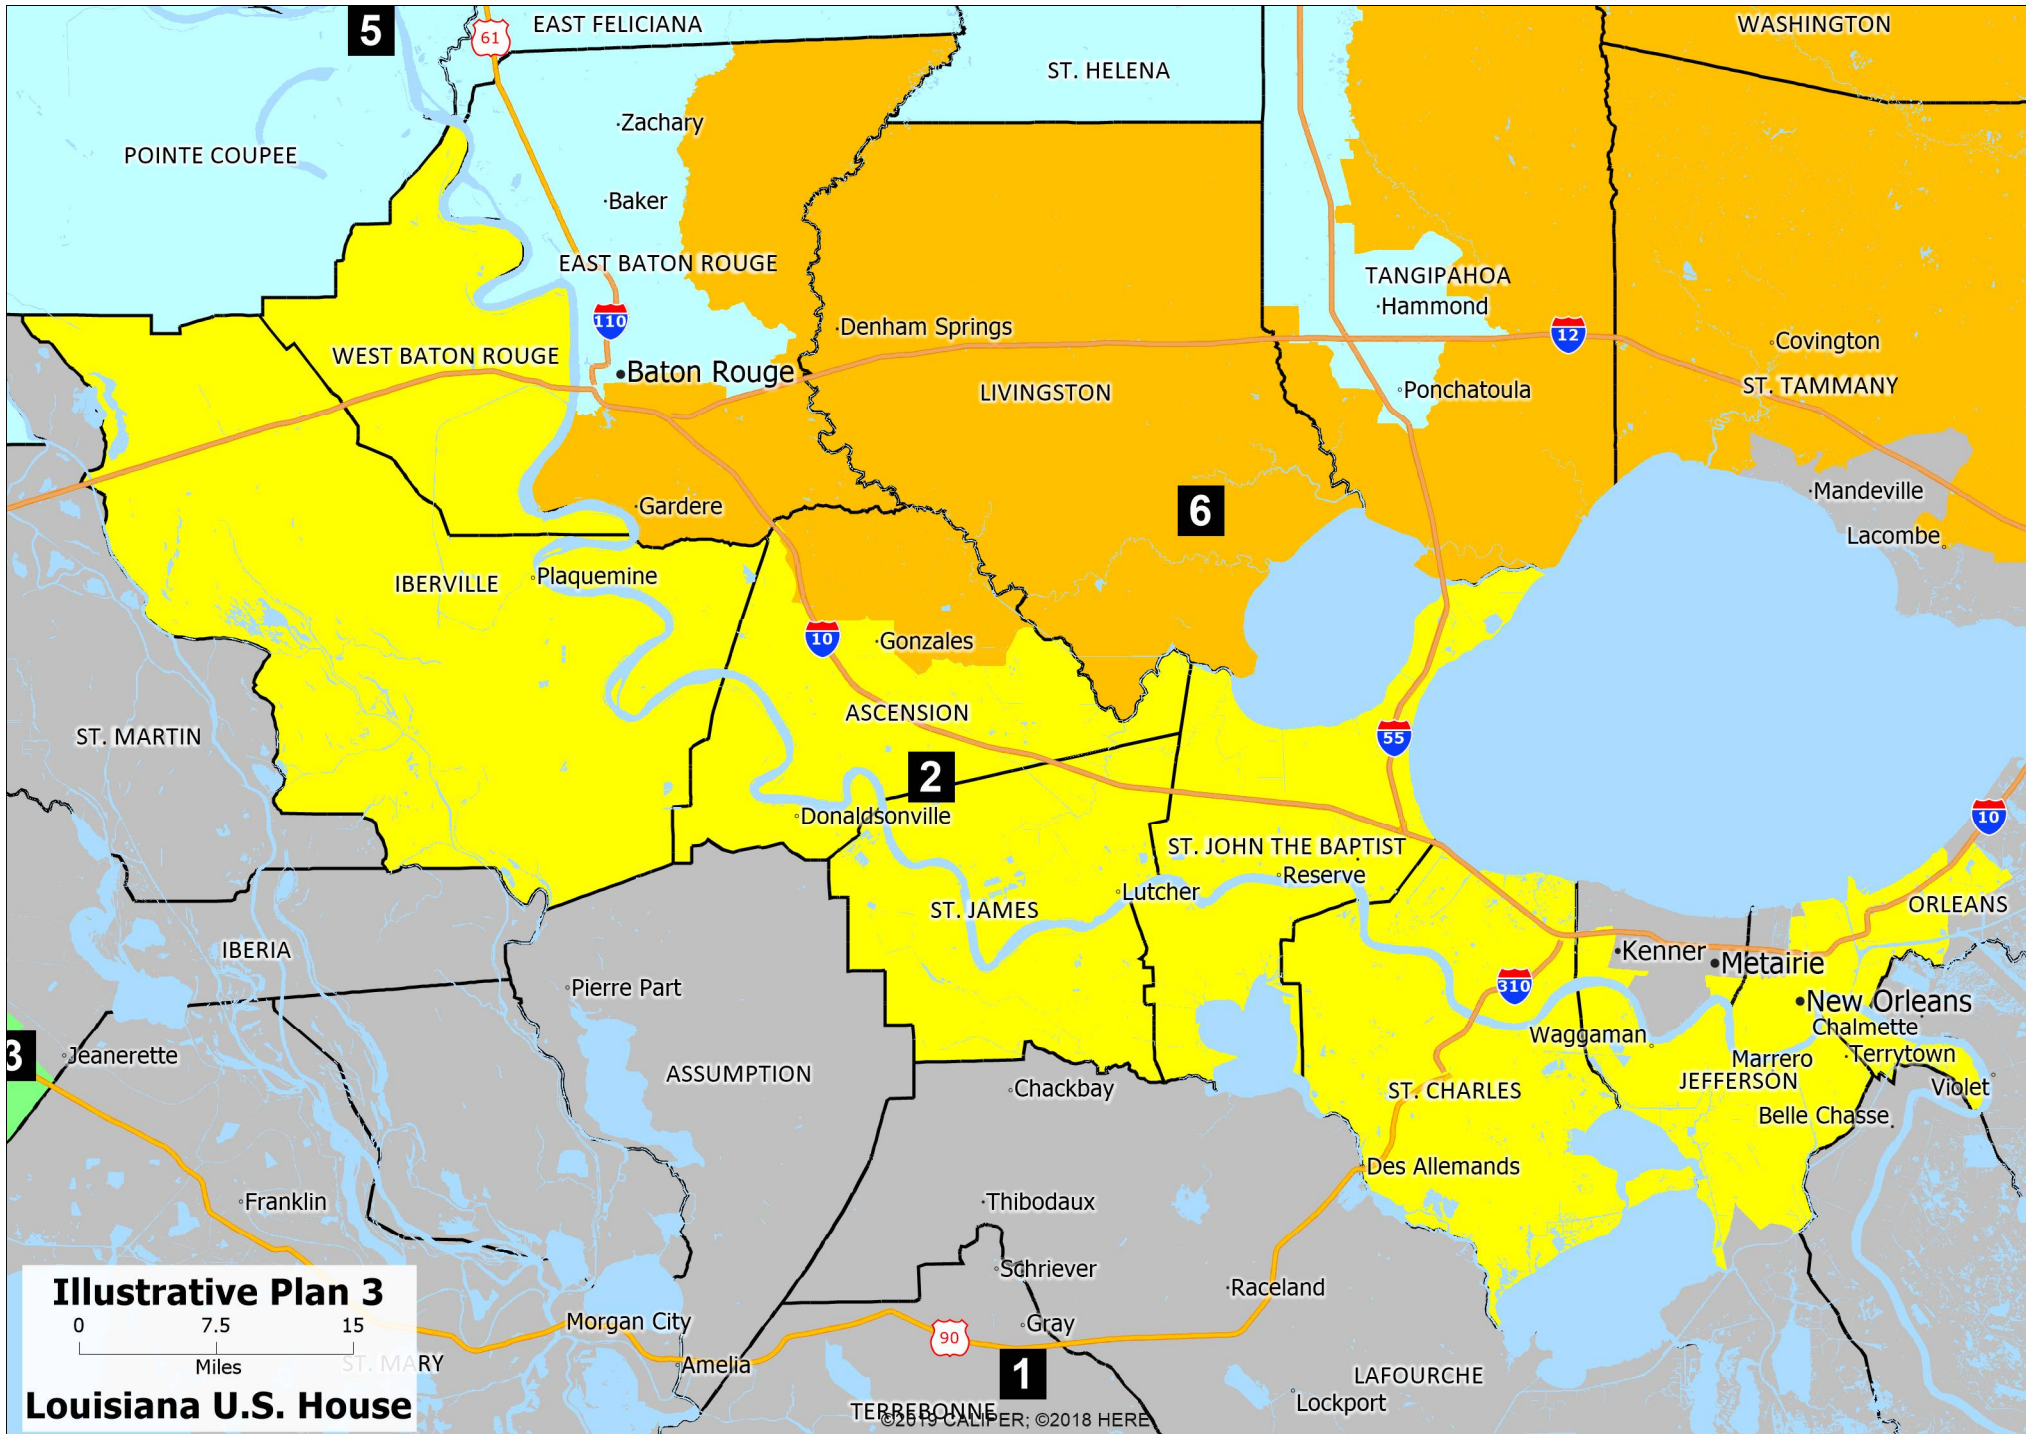 5
61
EAST FELICIANA
WASHINGTON
ST. HELENA
Zachary
POINTE COUPEE
Baker
EAST BATON ROUGE
TANGIPAHOA
Hammond
110
Denham Springs
12
Covington
WEST BATON ROUGE
Baton Rouge
LIVINGSTON
Ponchatoula
ST. TAMMANY
Gardere
6
Mandeville
Lacombe
IBERVILLE
Plaquemine
10
Gonzales
ST. MARTIN
ASCENSION
55
2
Donaldsonville
10
ST. JOHN THE BAPTIST
Reserve
Lutcher
ST. JAMES
ORLEANS
IBERIA
Kenner
Metairie
Pierre Part
310
New Orleans
Chalmette
Waggaman
Marrero
Terrytown
3
Jeanerette
ASSUMPTION
Chackbay
ST. CHARLES
JEFFERSON
Violet
Belle Chasse
Des Allemands
Franklin
Thibodaux
Schriever
Raceland
Illustrative Plan 3
0 7.5 15
Miles
Louisiana U.S. House
ST. MARY
Morgan City
Amelia
90
Gray
1
LAFOURCHE
Lockport
TERREBONNE
©2019 CALIPER; ©2018 HERE